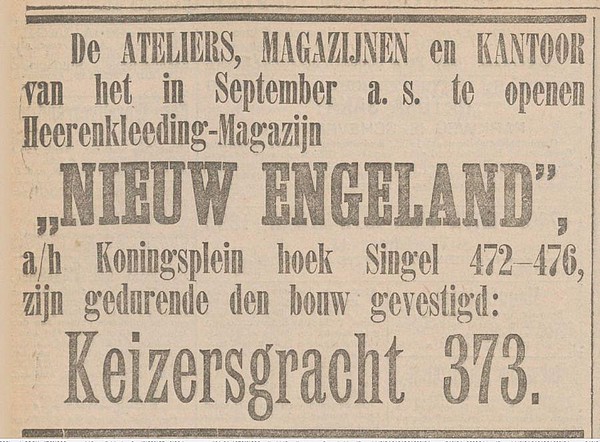 De ATELIERS, MAGAZIJNEN en KANTOOR
van het in September a. s. te openen
Heerenkleeding-Magazijn
„NIEUW ENGELAND”,
a/h Koningsplein hoek Singel 472–476,
zijn gedurende den bouw gevestigd:
Keizersgracht 373.